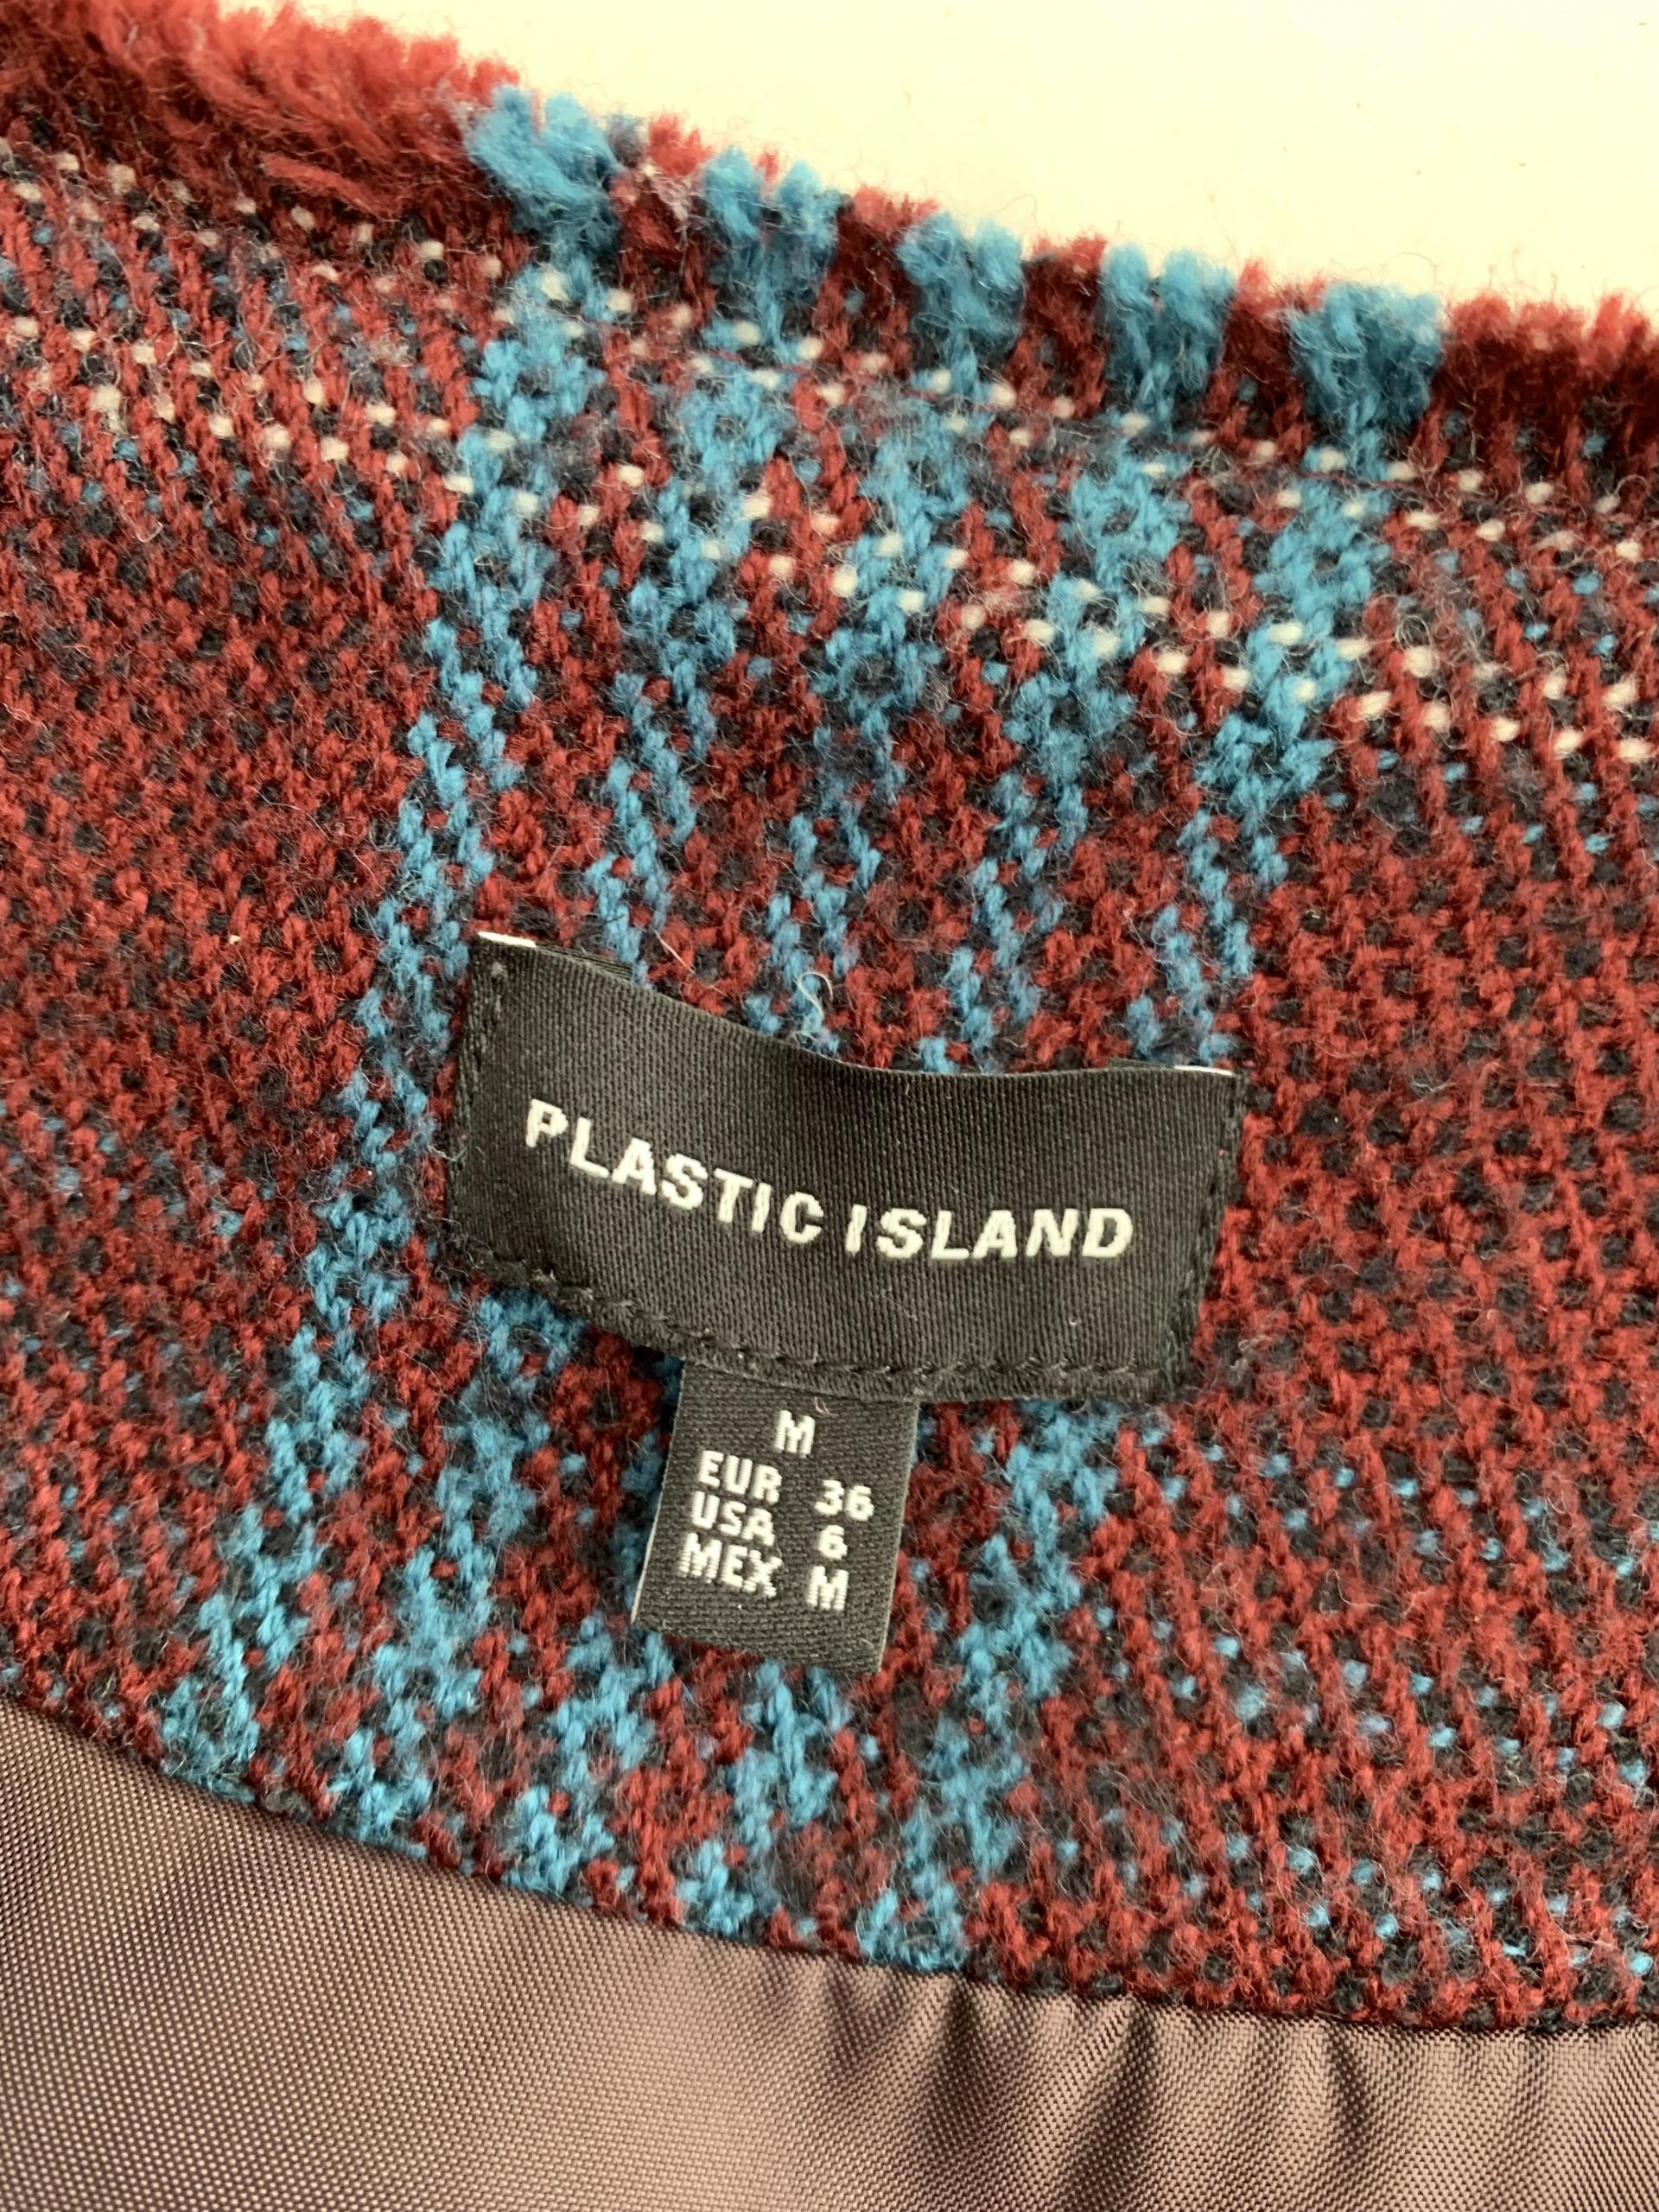 PLASTIC ISLAND
M
EUR 36
USA 6
MEX M